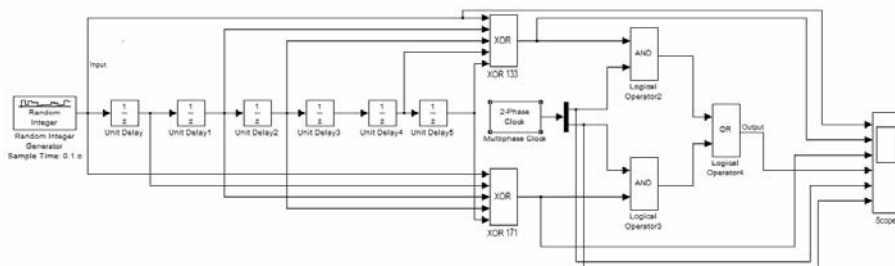 Input
Random
Integer
Random Integer
Generator
Sample Time: 0.1 c
1
z
Unit Delay
1
z
Unit Delay1
1
z
Unit Delay2
1
z
Unit Delay3
1
z
Unit Delay4
1
z
Unit Delay5
XOR
XOR 133
2-Phase
Clock
Multiphase Clock
XOR
XOR 171
AND
Logical
Operator2
AND
Logical
Operator3
OR
Output
Logical
Operator4
Scope